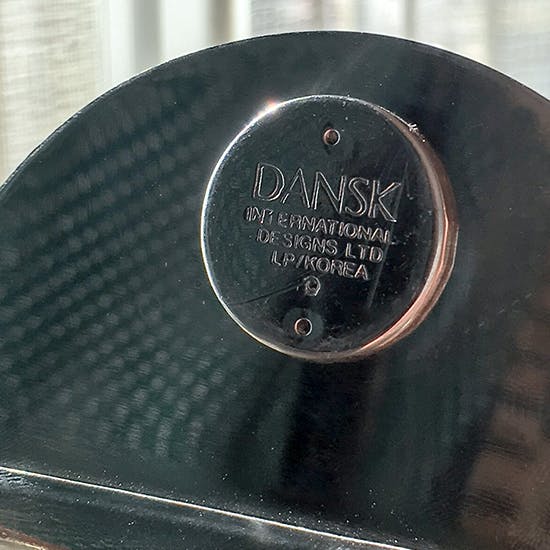 DANSK
INTERNATIONAL
DESIGNS LTD
LP/KOREA